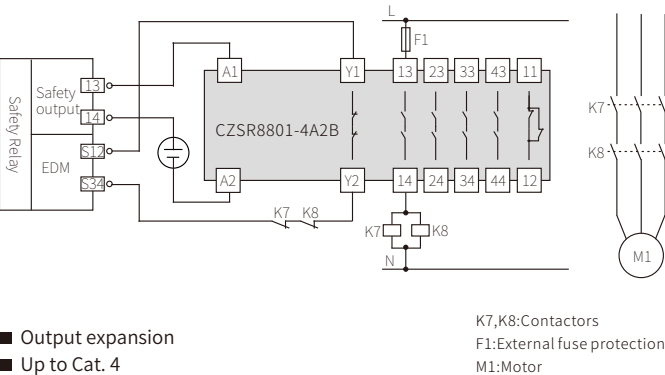 L
F1
A1 Y1 13 23 33 43 11
Safety Relay
Safety output
13
14
EDM
S12
S34
CZSR8801-4A2B
A2 Y2 14 24 34 44 12
K7 K8
K7 K8
N
K7
K8
M1
Output expansion
Up to Cat. 4
K7,K8:Contactors
F1:External fuse protection
M1:Motor